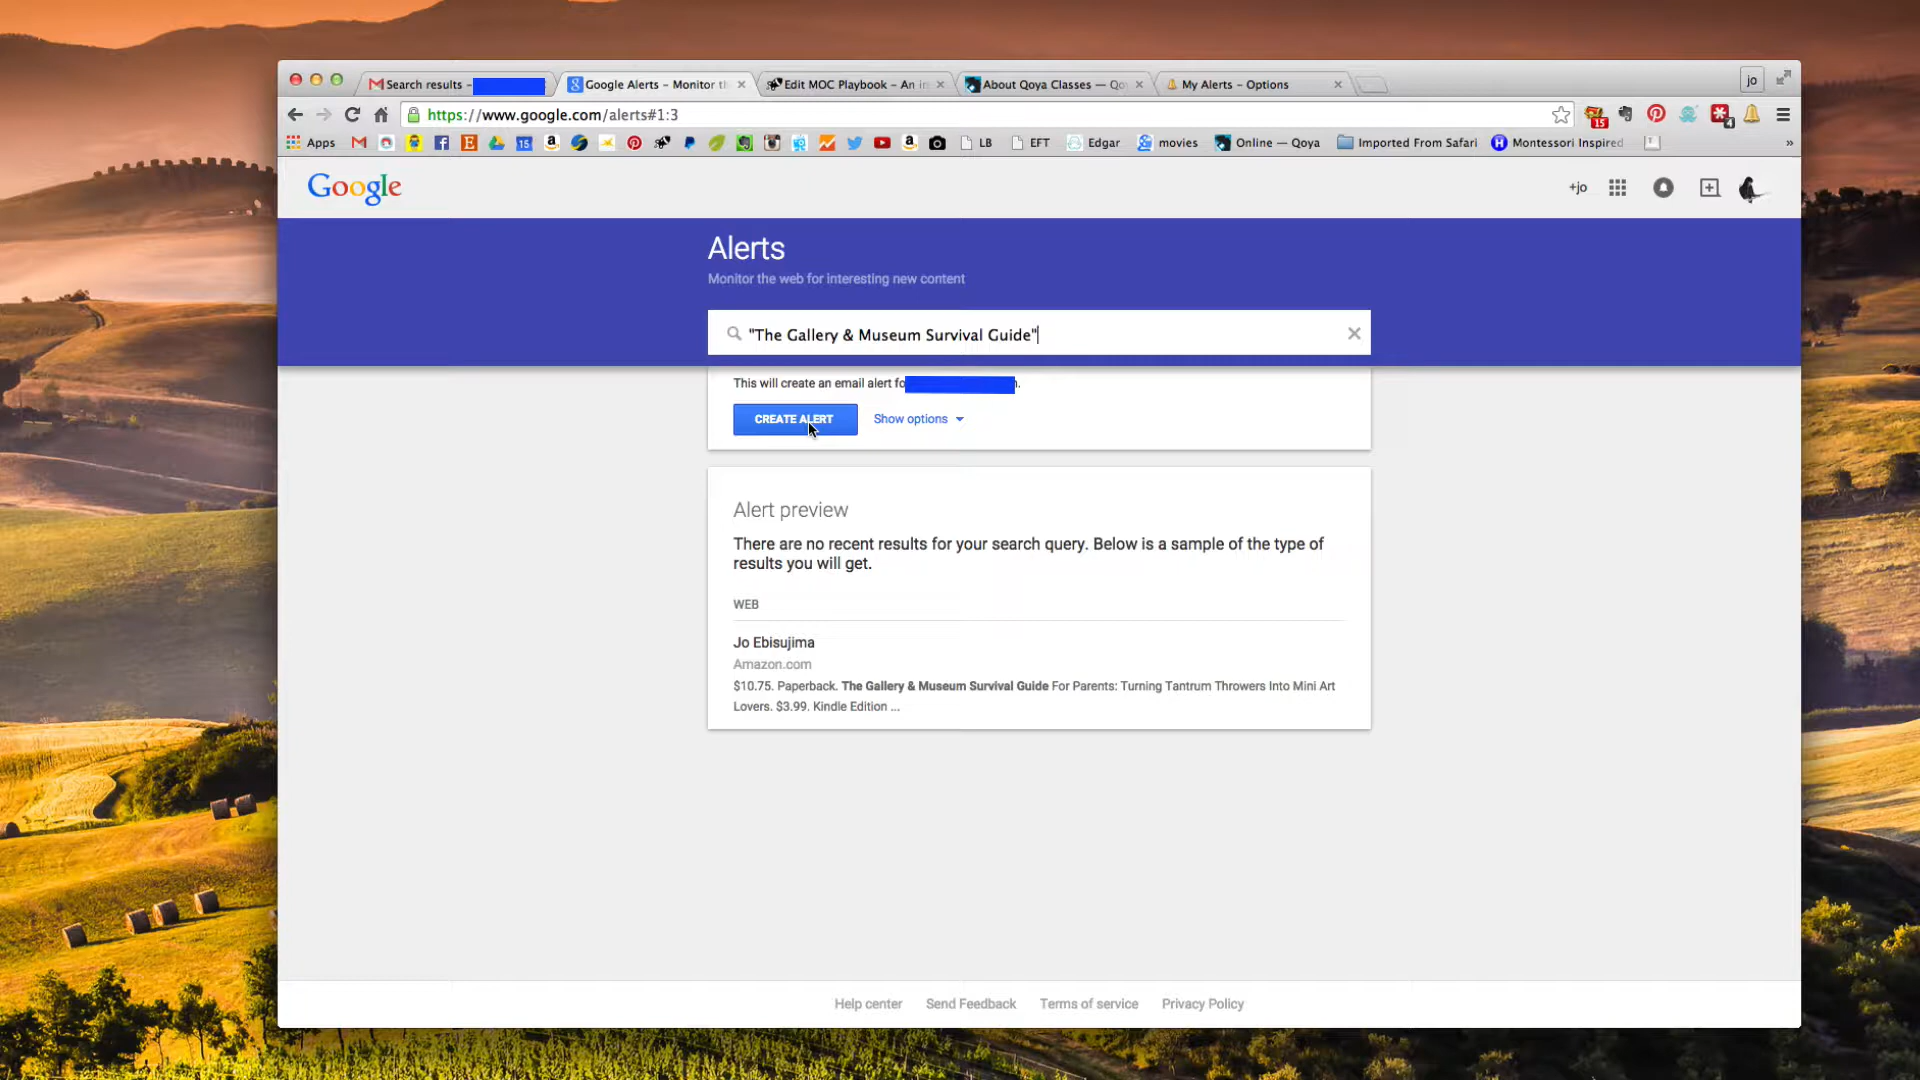 Search results -
Google Alerts - Monitor th
Edit MOC Playbook - An in
About Qoya Classes — Qo
My Alerts - Options
jo
https://www.google.com/alerts#1:3
15
4
Apps
15
LB
EFT
Edgar
movies
Online — Qoya
Imported From Safari
Montessori Inspired
»
Google
+jo
Alerts
Monitor the web for interesting new content
"The Gallery & Museum Survival Guide"
This will create an email alert fo
CREATE ALERT
Show options
Alert preview
There are no recent results for your search query. Below is a sample of the type of
results you will get.
WEB
Jo Ebisujima
Amazon.com
$10.75. Paperback. The Gallery & Museum Survival Guide For Parents: Turning Tantrum Throwers Into Mini Art
Lovers. $3.99. Kindle Edition ...
Help center
Send Feedback
Terms of service
Privacy Policy